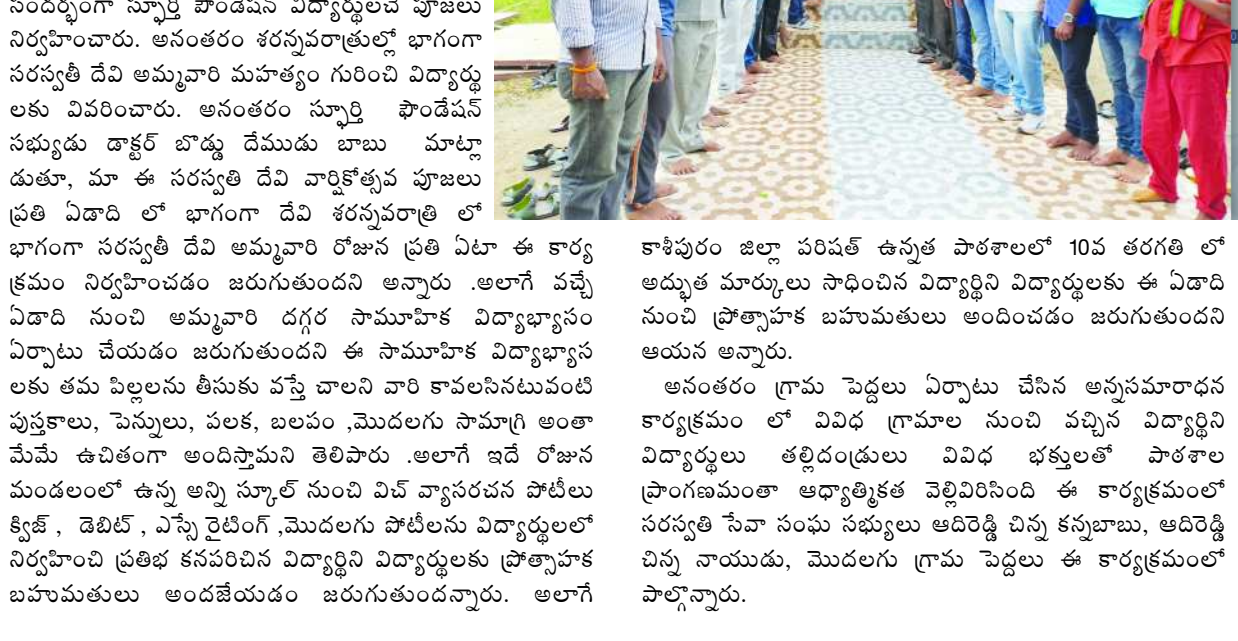 సందర్భంగా స్ఫూర్తి ఫౌండేషన్ విద్యార్థులచే పూజలు
నిర్వహించారు. అనంతరం శరన్నవరాత్రుల్లో భాగంగా
సరస్వతీ దేవి అమ్మవారి మహత్యం గురించి విద్యార్థు
లకు వివరించారు. అనంతరం స్ఫూర్తి ఫౌండేషన్
సభ్యుడు డాక్టర్ బొడ్డు దేముడు బాబు మాట్లా
డుతూ, మా ఈ సరస్వతి దేవి వార్షికోత్సవ పూజలు
ప్రతి ఏడాది లో భాగంగా దేవి శరన్నవరాత్రి లో
భాగంగా సరస్వతీ దేవి అమ్మవారి రోజున ప్రతి ఏటా ఈ కార్య
క్రమం నిర్వహించడం జరుగుతుందని అన్నారు .అలాగే వచ్చే
ఏడాది నుంచి అమ్మవారి దగ్గర సామూహిక విద్యాభ్యాసం
ఏర్పాటు చేయడం జరుగుతుందని ఈ సామూహిక విద్యాభ్యాస
లకు తమ పిల్లలను తీసుకు వస్తే చాలని వారి కావలసినటువంటి
పుస్తకాలు, పెన్నులు, పలక, బలపం ,మొదలగు సామాగ్రి అంతా
మేమే ఉచితంగా అందిస్తామని తెలిపారు .అలాగే ఇదే రోజున
మండలంలో ఉన్న అన్ని స్కూల్ నుంచి విచ్ వ్యాసరచన పోటీలు
క్విజ్ , డెబిట్ , ఎస్సే రైటింగ్ ,మొదలగు పోటీలను విద్యార్థులలో
నిర్వహించి ప్రతిభ కనపరిచిన విద్యార్థిని విద్యార్థులకు ప్రోత్సాహక
బహుమతులు అందజేయడం జరుగుతుందన్నారు. అలాగే
కాశీపురం జిల్లా పరిషత్ ఉన్నత పాఠశాలలో 10వ తరగతి లో
అద్భుత మార్కులు సాధించిన విద్యార్థిని విద్యార్థులకు ఈ ఏడాది
నుంచి ప్రోత్సాహక బహుమతులు అందించడం జరుగుతుందని
ఆయన అన్నారు.
అనంతరం గ్రామ పెద్దలు ఏర్పాటు చేసిన అన్నసమారాధన
కార్యక్రమం లో వివిధ గ్రామాల నుంచి వచ్చిన విద్యార్థిని
విద్యార్థులు తల్లిదండ్రులు వివిధ భక్తులతో పాఠశాల
ప్రాంగణమంతా ఆధ్యాత్మికత వెల్లివిరిసింది ఈ కార్యక్రమంలో
సరస్వతి సేవా సంఘ సభ్యులు ఆదిరెడ్డి చిన్న కన్నబాబు, ఆదిరెడ్డి
చిన్న నాయుడు, మొదలగు గ్రామ పెద్దలు ఈ కార్యక్రమంలో
పాల్గొన్నారు.